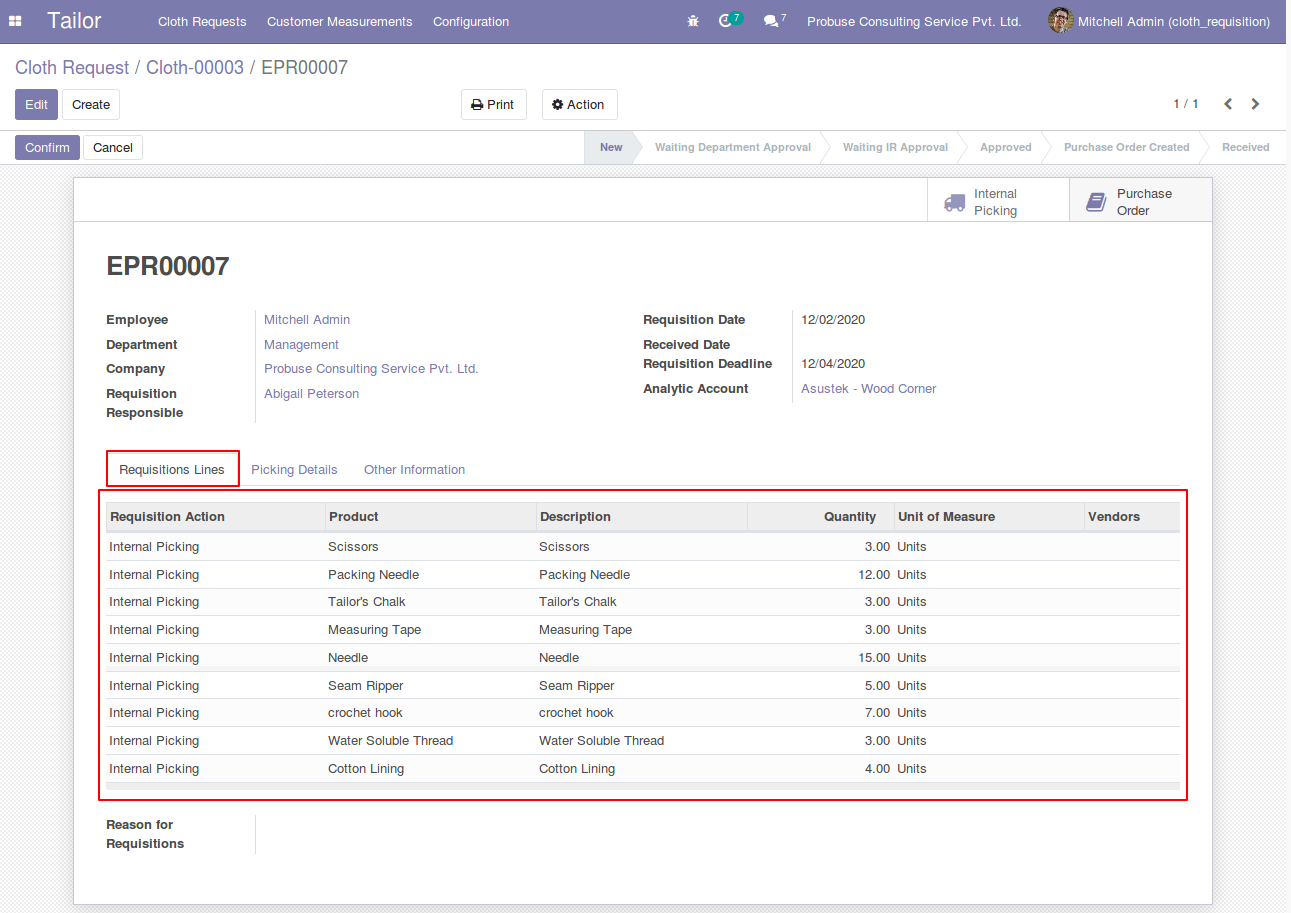 Tailor Cloth Requests Customer Measurements Configuration 7 7 Probuse Consulting Service Pvt. Ltd. Mitchell Admin (cloth_requisition)
Cloth Request / Cloth-00003 / EPR00007
Edit Create Print Action 1 / 1
Confirm Cancel New Waiting Department Approval Waiting IR Approval Approved Purchase Order Created Received
Internal Picking
Purchase Order
EPR00007
Employee Mitchell Admin
Department Management
Company Probuse Consulting Service Pvt. Ltd.
Requisition Responsible Abigail Peterson
Requisition Date 12/02/2020
Received Date
Requisition Deadline 12/04/2020
Analytic Account Asustek - Wood Corner
Requisitions Lines Picking Details Other Information
Requisition Action Product Description Quantity Unit of Measure Vendors
Internal Picking Scissors Scissors 3.00 Units
Internal Picking Packing Needle Packing Needle 12.00 Units
Internal Picking Tailor's Chalk Tailor's Chalk 3.00 Units
Internal Picking Measuring Tape Measuring Tape 3.00 Units
Internal Picking Needle Needle 15.00 Units
Internal Picking Seam Ripper Seam Ripper 5.00 Units
Internal Picking crochet hook crochet hook 7.00 Units
Internal Picking Water Soluble Thread Water Soluble Thread 3.00 Units
Internal Picking Cotton Lining Cotton Lining 4.00 Units
Reason for
Requisitions